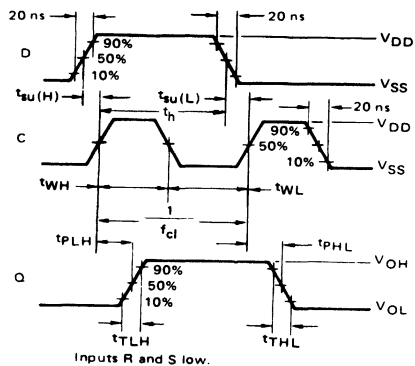 20 ns
20 ns
D
90%
50%
10%
VDD
VSS
tsu(H)
tsu(L)
th
20 ns
C
90%
50%
10%
VDD
VSS
tWH
tWL
1
fcl
tPLH
tPHL
Q
90%
50%
10%
VOH
VOL
tTLH
tTHL
Inputs R and S low.